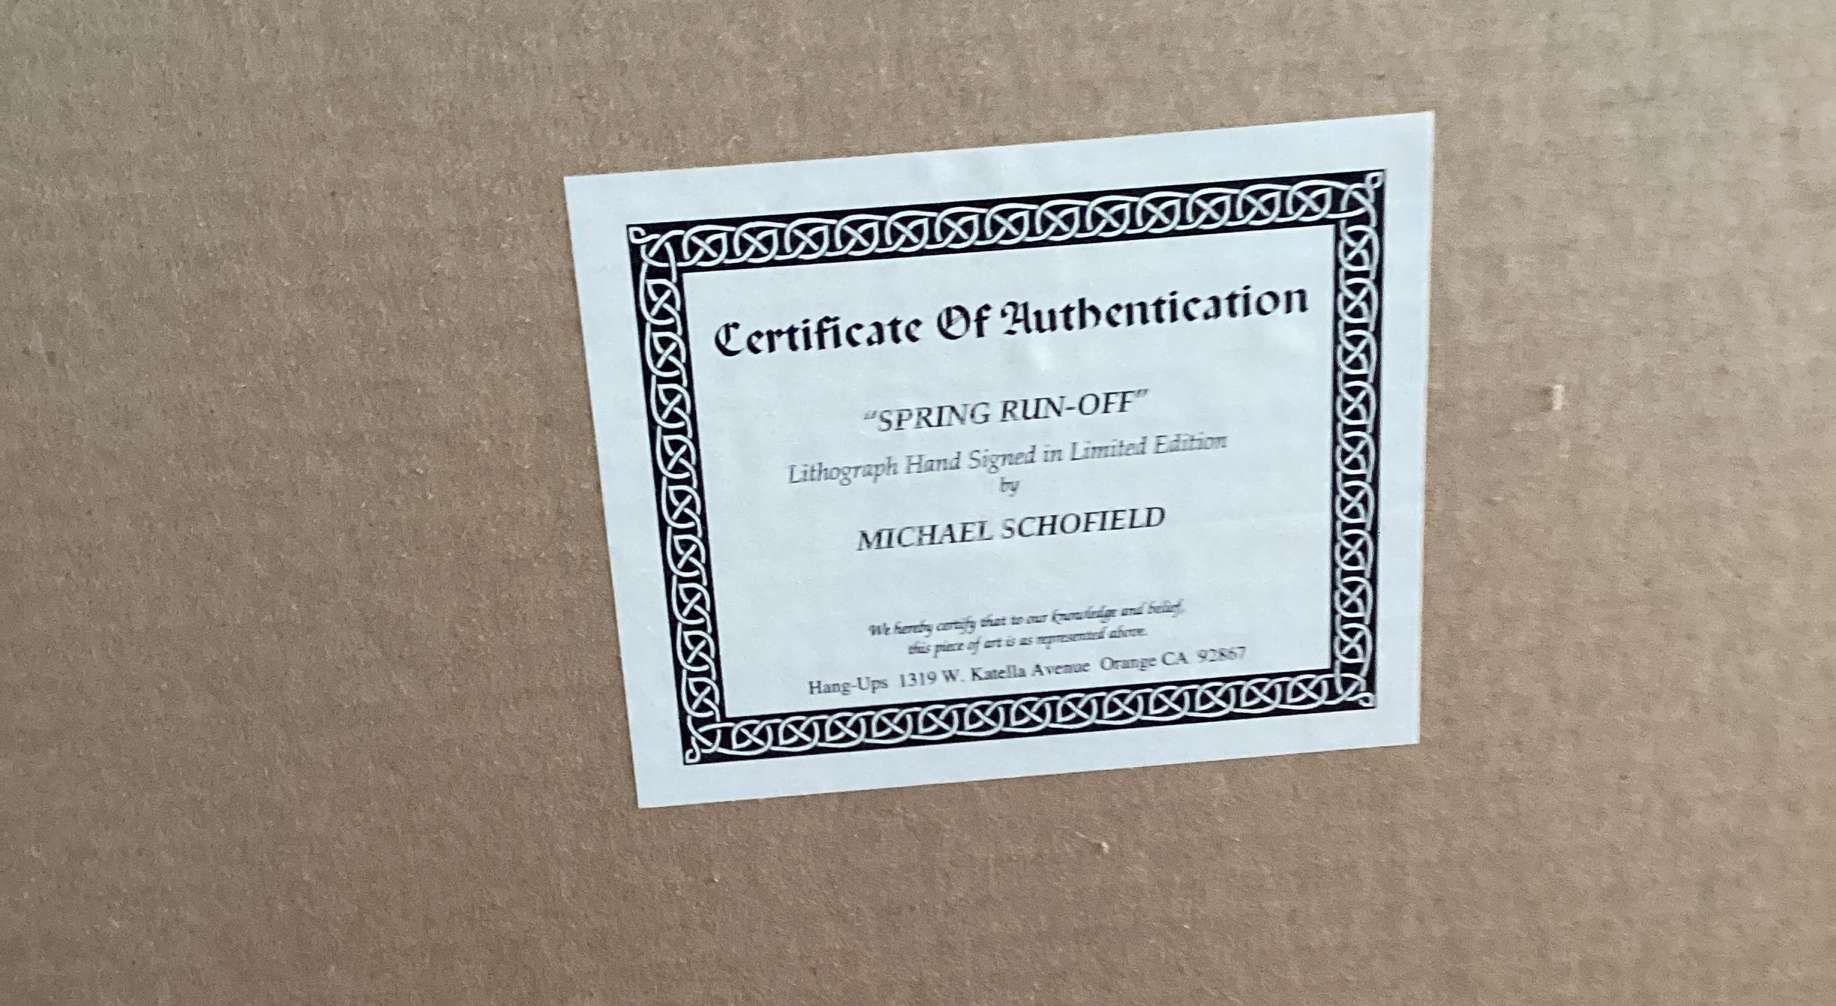 Certificate Of Authentication
“SPRING RUN-OFF”
Lithograph Hand Signed in Limited Edition
by
MICHAEL SCHOFIELD
We hereby certify that to our knowledge and belief,
this piece of art is as represented above.
Hang-Ups 1319 W. Katella Avenue Orange CA 92867